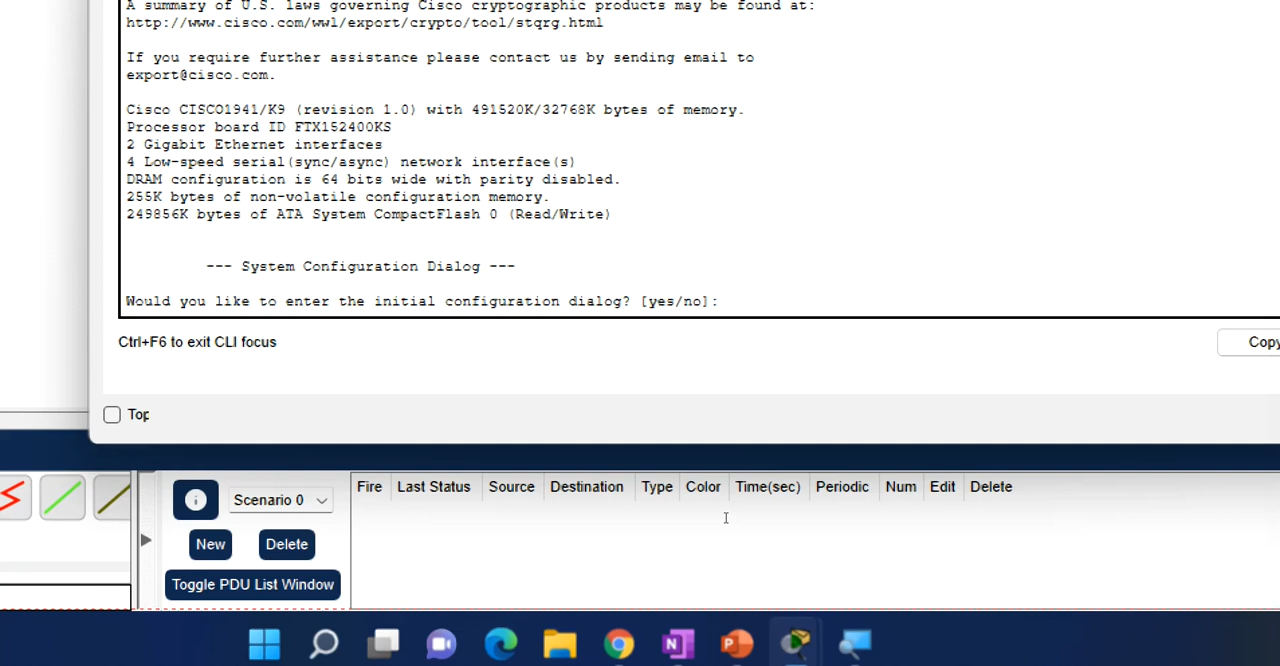 A summary of U.S. laws governing Cisco cryptographic products may be found at:
http://www.cisco.com/wwl/export/crypto/tool/stqrg.html
If you require further assistance please contact us by sending email to
export@cisco.com.
Cisco CISCO1941/K9 (revision 1.0) with 491520K/32768K bytes of memory.
Processor board ID FTX152400KS
2 Gigabit Ethernet interfaces
4 Low-speed serial(sync/async) network interface(s)
DRAM configuration is 64 bits wide with parity disabled.
255K bytes of non-volatile configuration memory.
249856K bytes of ATA System CompactFlash 0 (Read/Write)
--- System Configuration Dialog ---
Would you like to enter the initial configuration dialog? [yes/no]:
Ctrl+F6 to exit CLI focus
Copy
Top
Scenario 0
New
Delete
Toggle PDU List Window
Fire Last Status Source Destination Type Color Time(sec) Periodic Num Edit Delete